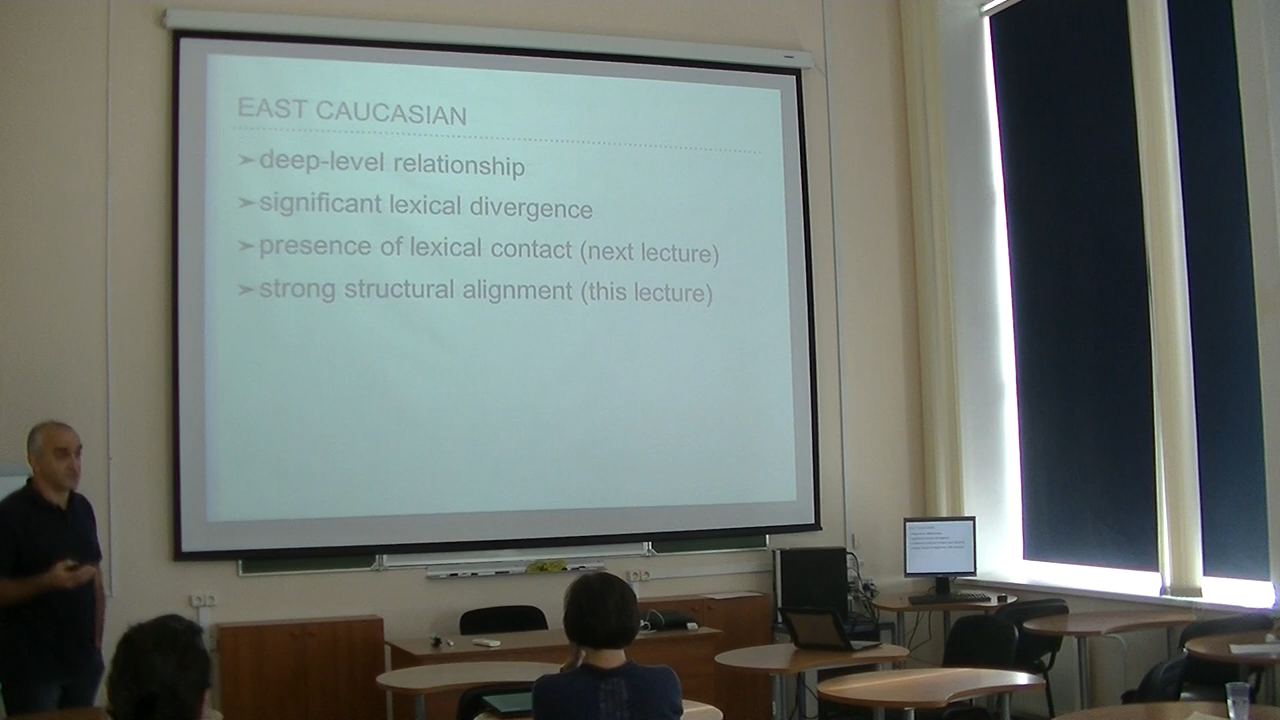 EAST CAUCASIAN
➢deep-level relationship
➢significant lexical divergence
➢presence of lexical contact (next lecture)
➢strong structural alignment (this lecture)